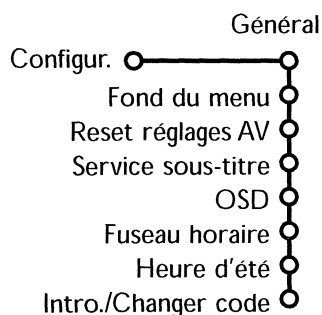 Général
Configur.
Fond du menu
Reset réglages AV
Service sous-titre
OSD
Fuseau horaire
Heure d'été
Intro./Changer code